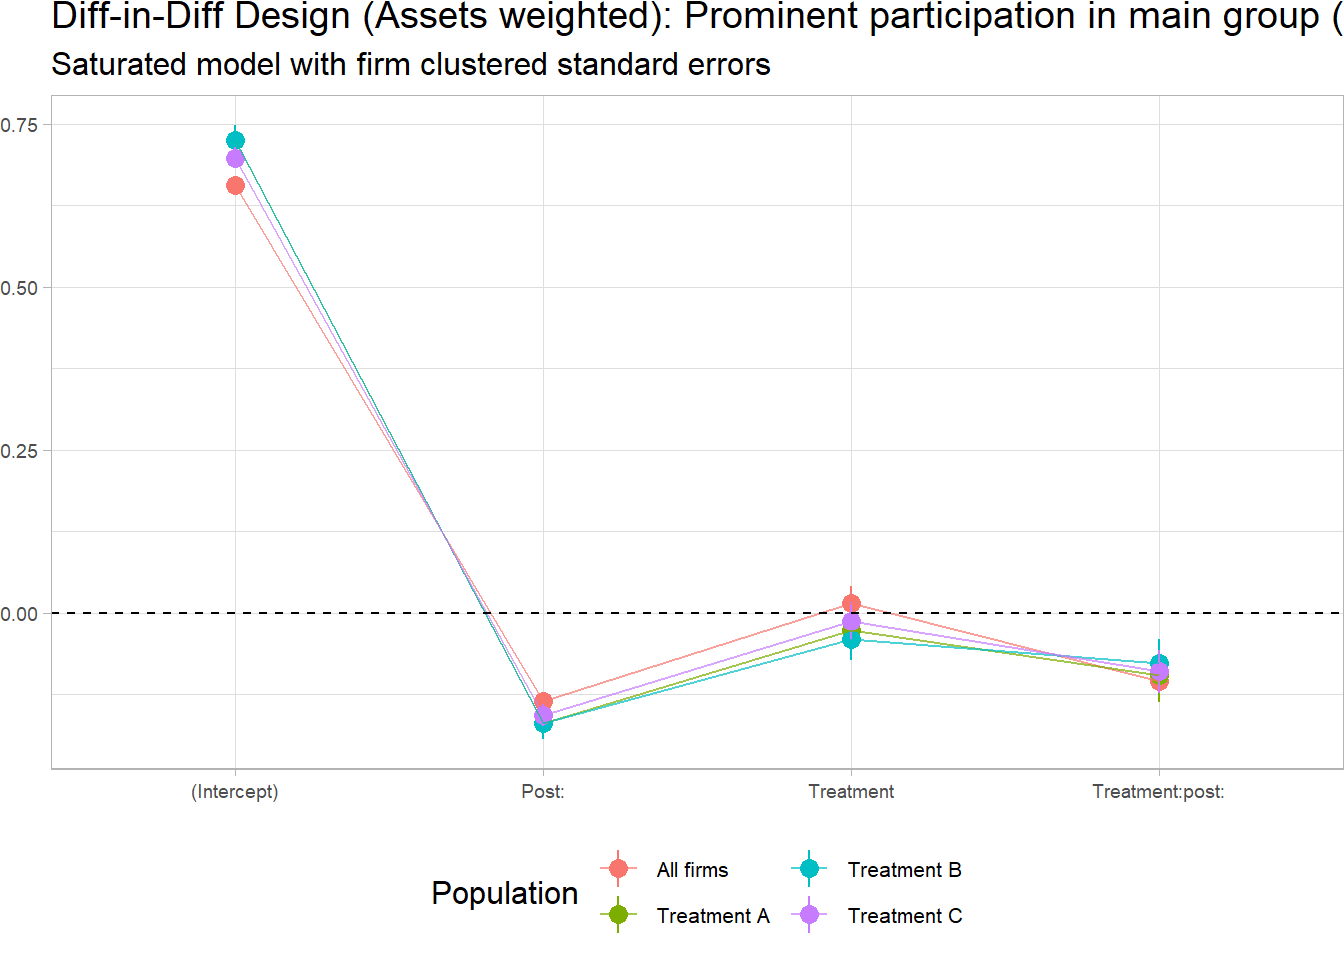 Diff-in-Diff Design (Assets weighted): Prominent participation in main group (
Saturated model with firm clustered standard errors
0.75
0.50
0.25
0.00
(Intercept) Post: Treatment Treatment:post:
Population
All firms Treatment B
Treatment A Treatment C